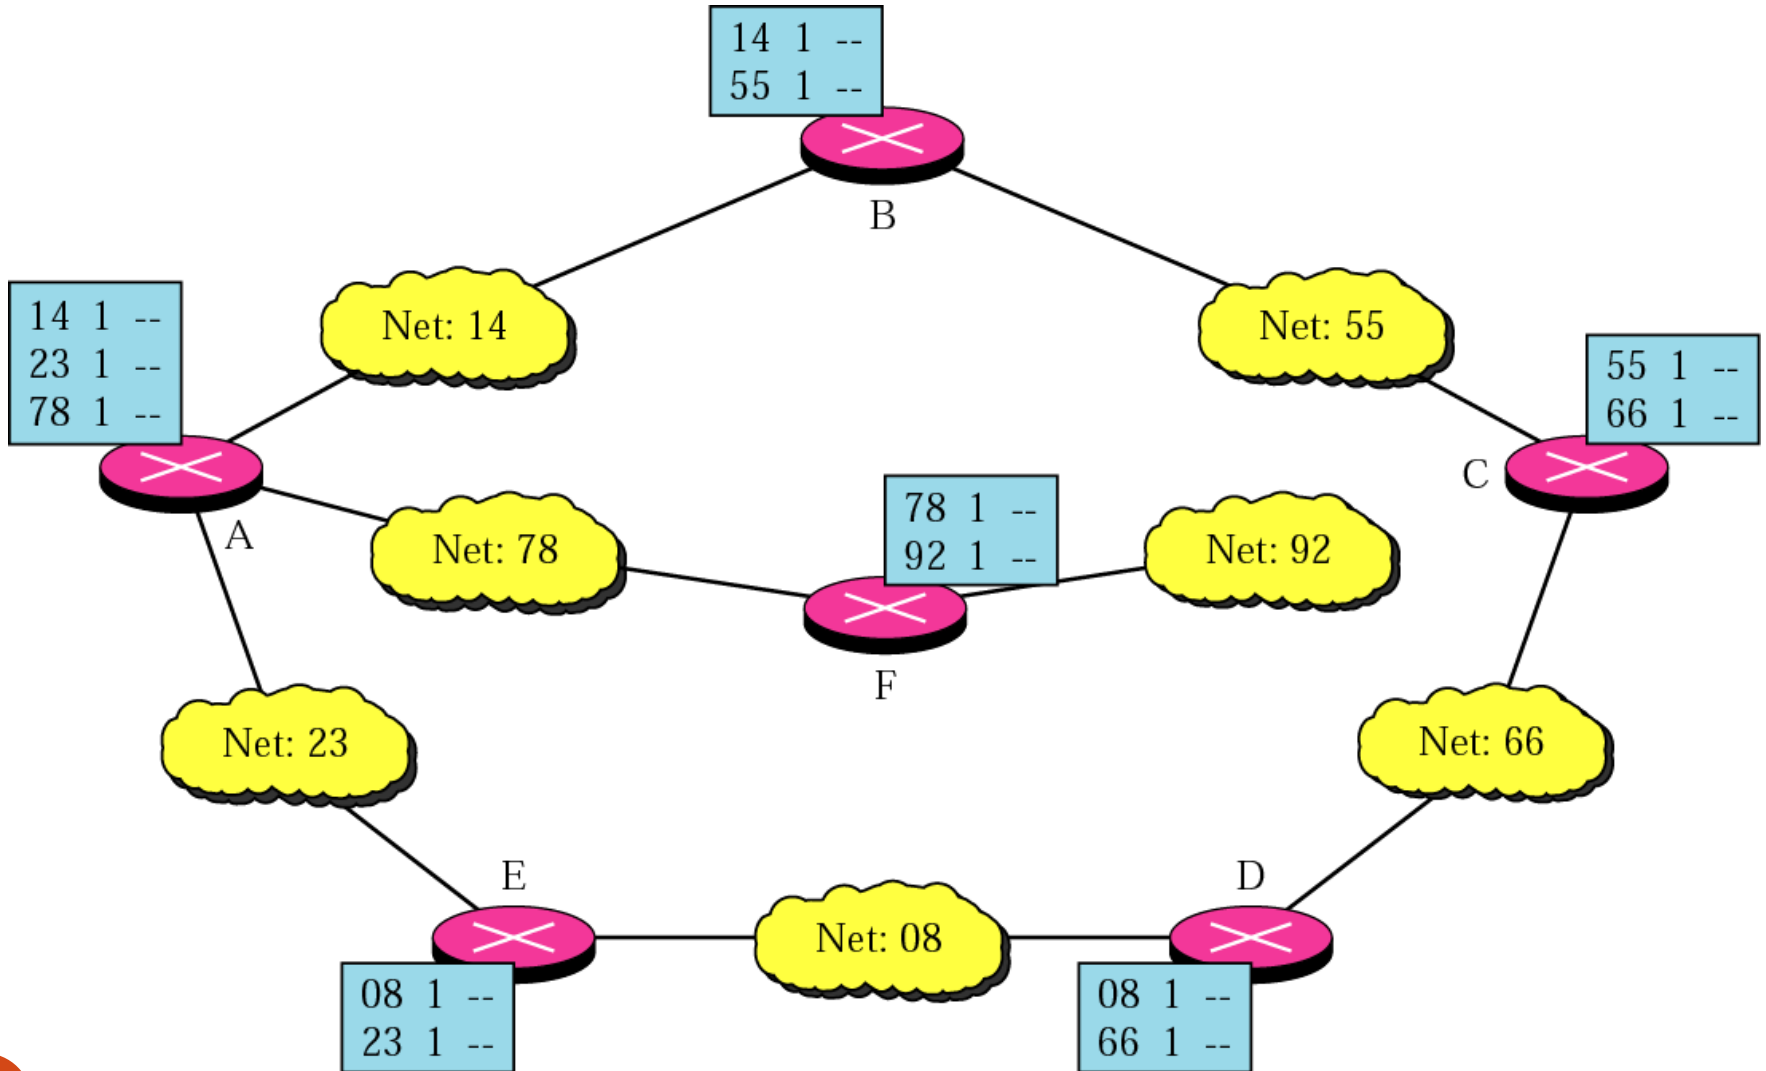 14 1 --
55 1 --
B
14 1 --
23 1 --
78 1 --
Net: 14
Net: 55
55 1 --
66 1 --
A
C
Net: 78
78 1 --
92 1 --
Net: 92
F
Net: 23
Net: 66
E
D
Net: 08
08 1 --
23 1 --
08 1 --
66 1 --